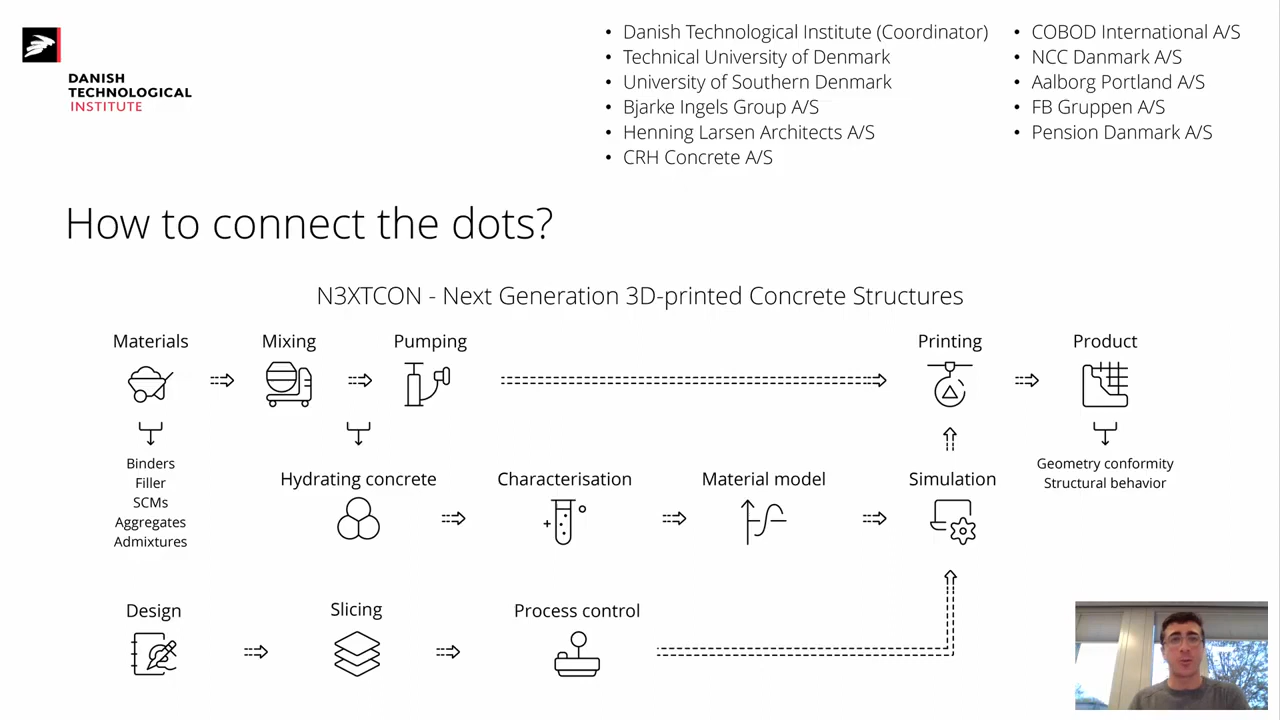 DANISH
TECHNOLOGICAL
INSTITUTE
• Danish Technological Institute (Coordinator)
• Technical University of Denmark
• University of Southern Denmark
• Bjarke Ingels Group A/S
• Henning Larsen Architects A/S
• CRH Concrete A/S
• COBOD International A/S
• NCC Danmark A/S
• Aalborg Portland A/S
• FB Gruppen A/S
• Pension Danmark A/S
How to connect the dots?
N3XTCON - Next Generation 3D-printed Concrete Structures
Materials
Mixing
Pumping
Printing
Product
Binders
Filler
SCMs
Aggregates
Admixtures
Hydrating concrete
Characterisation
Material model
Simulation
Geometry conformity
Structural behavior
Design
Slicing
Process control